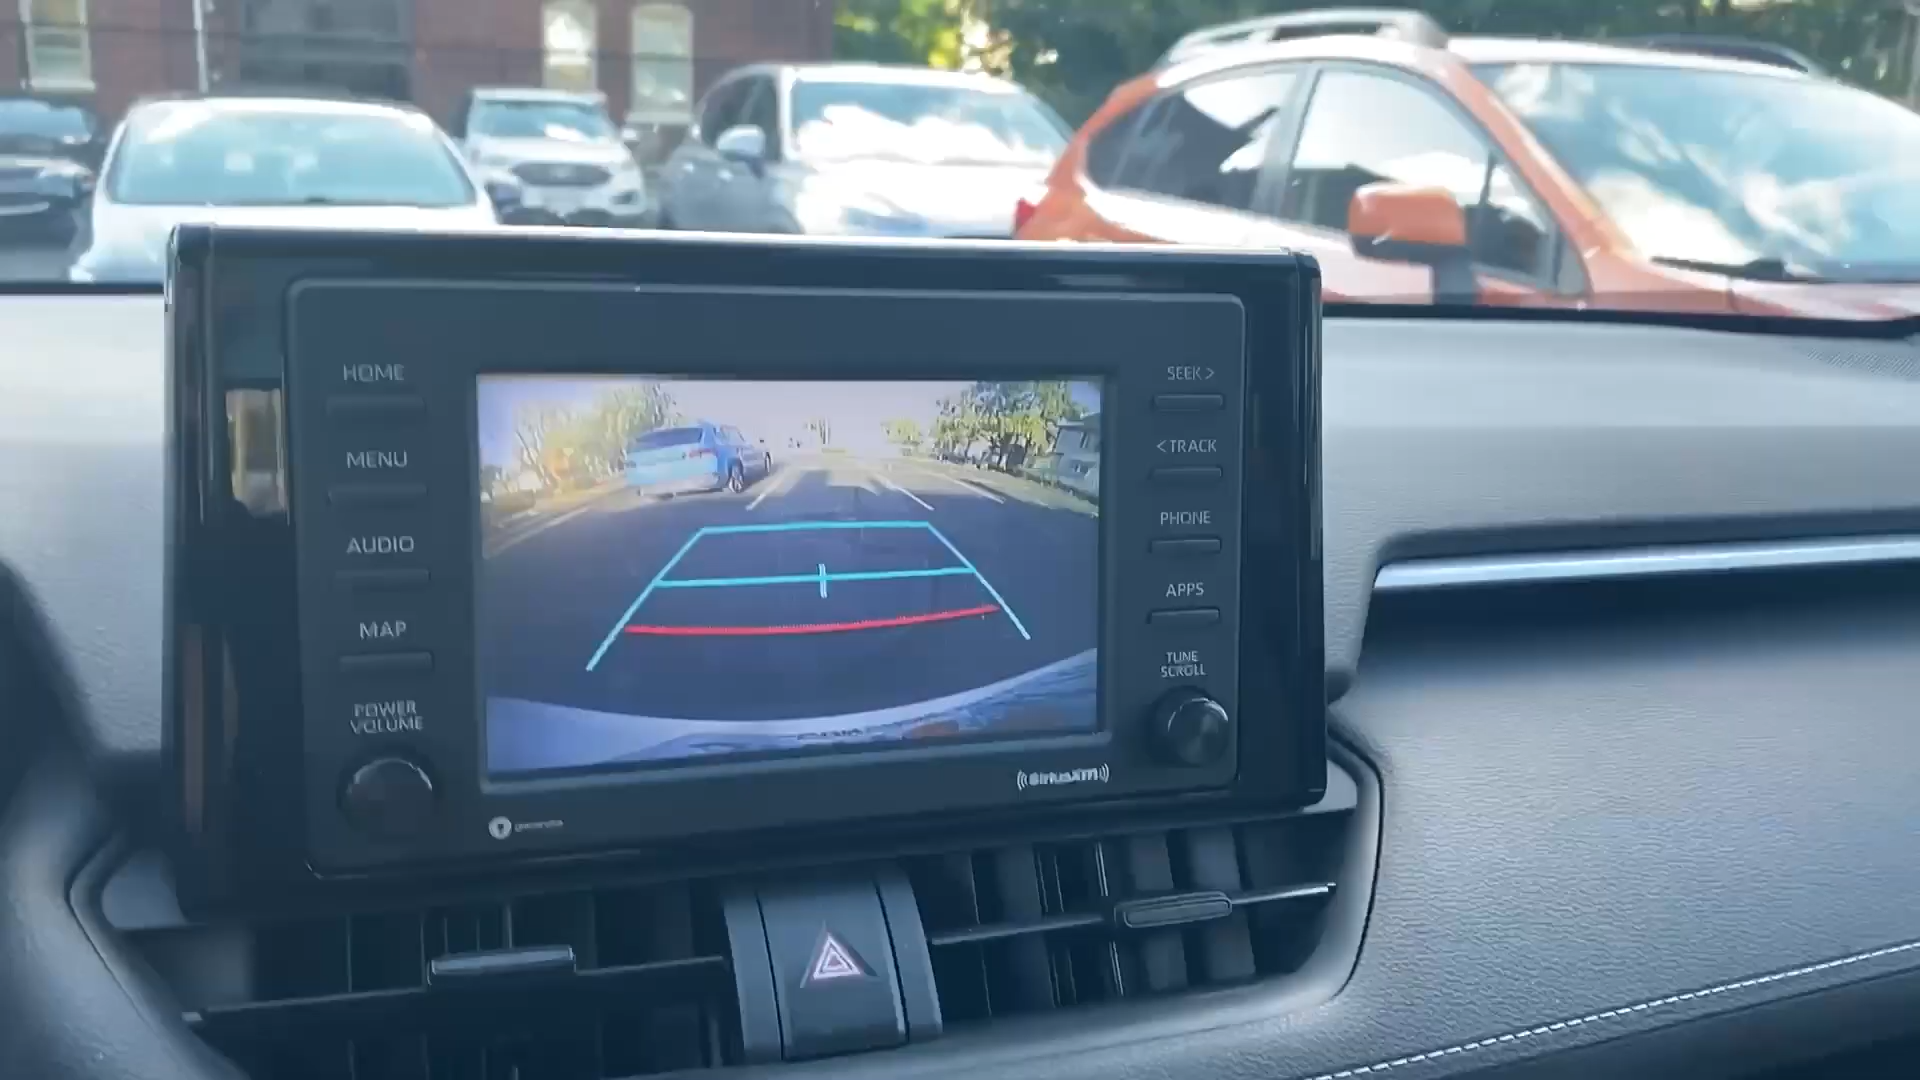 HOME
MENU
AUDIO
MAP
POWER
VOLUME
SEEK >
< TRACK
PHONE
APPS
TUNE
SCROLL
SiriusXM